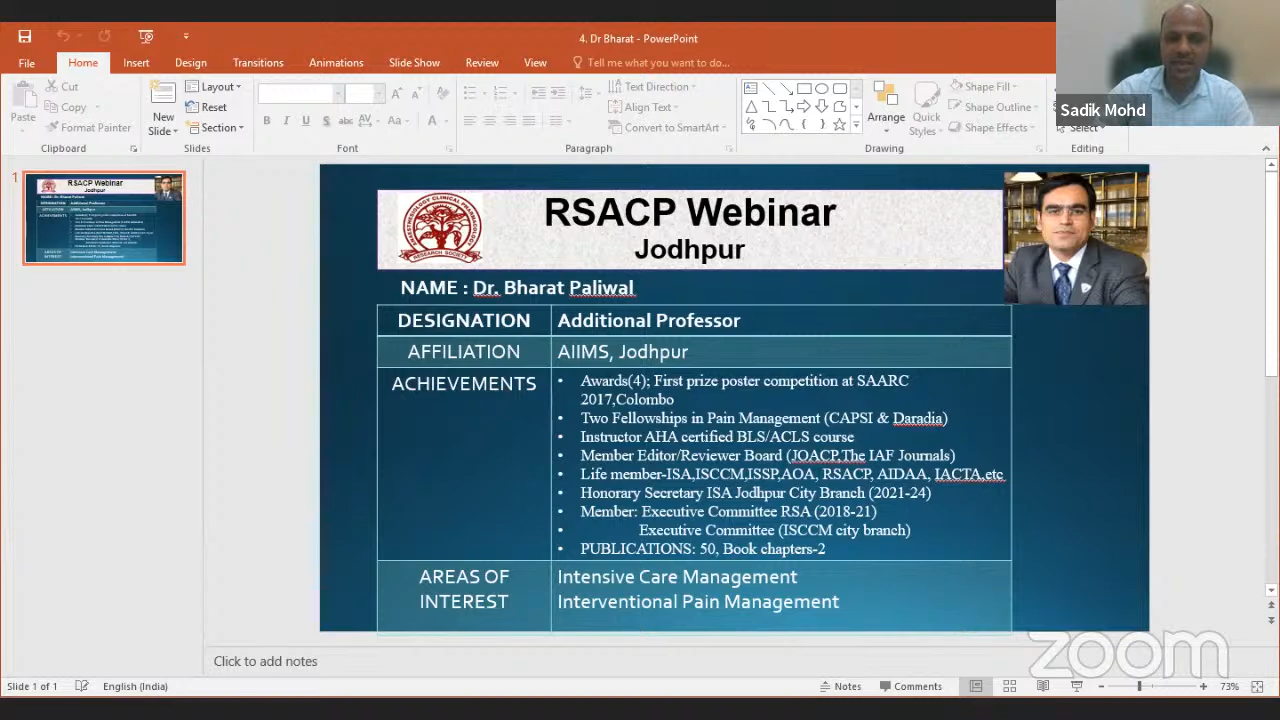 4. Dr Bharat - PowerPoint
File Home Insert Design Transitions Animations Slide Show Review View Tell me what you want to do...
Sadik Mohd
Paste
Cut
Copy
Format Painter
Clipboard
New
Slide
Layout
Reset
Section
Slides
B I U S abc AV Aa A
Font
Text Direction
Align Text
Convert to SmartArt
Paragraph
Arrange
Quick
Styles
Shape Fill
Shape Outline
Shape Effects
Drawing
Select
Editing
1
RSACP Webinar
Jodhpur
RSACP Webinar
Jodhpur
NAME : Dr. Bharat Paliwal
DESIGNATION Additional Professor
AFFILIATION AIIMS, Jodhpur
ACHIEVEMENTS • Awards(4); First prize poster competition at SAARC
2017,Colombo
• Two Fellowships in Pain Management (CAPSI & Daradia)
• Instructor AHA certified BLS/ACLS course
• Member Editor/Reviewer Board (JOACP,The IAF Journals)
• Life member-ISA,ISCCM,ISSP,AOA, RSACP, AIDAA, IACTA,etc
• Honorary Secretary ISA Jodhpur City Branch (2021-24)
• Member: Executive Committee RSA (2018-21)
• Executive Committee (ISCCM city branch)
• PUBLICATIONS: 50, Book chapters-2
AREAS OF
INTEREST
Intensive Care Management
Interventional Pain Management
zoom
Click to add notes
Slide 1 of 1 English (India) Notes Comments 73%